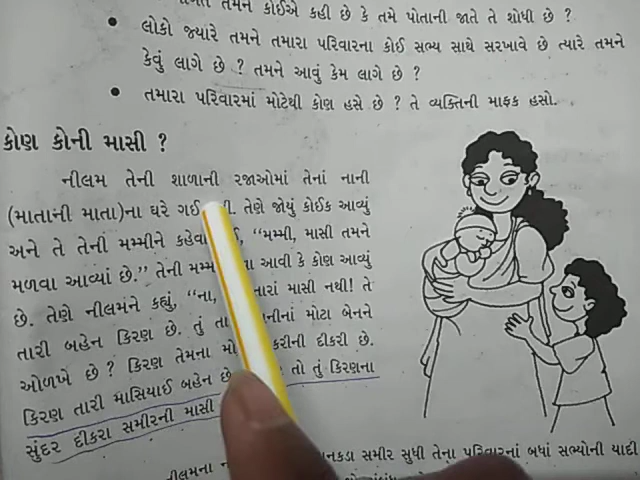 તમને કોઈએ કહી છે કે તમે પોતાની જાતે તે શોધી છે ?
• લોકો જ્યારે તમને તમારા પરિવારના કોઈ સભ્ય સાથે સરખાવે છે ત્યારે તમને
કેવું લાગે છે ? તમને આવું કેમ લાગે છે ?
• તમારા પરિવારમાં મોટેથી કોણ હસે છે ? તે વ્યક્તિની માફક હસો.
કોણ કોની માસી ?
નીલમ તેની શાળાની રજાઓમાં તેનાં નાની
(માતાની માતા)ના ઘરે ગઈ તેણે જોયું કોઈક આવ્યું
અને તે તેની મમ્મીને કહેવા “મમ્મી, માસી તમને
મળવા આવ્યાં છે.” તેની આવી કે કોણ આવ્યું
છે. તેણે નીલમને કહ્યું, “ના, તારાં માસી નથી! તે
તારી બહેન કિરણ છે. તું મોટા બેનને
ઓળખે છે ? કિરણ તેમના દીકરી છે.
કિરણ તારી માસિયાઈ બહેન છે તો તું કિરણના
સુંદર દીકરા સમીરની માસી
નીલમના સમીર સુધી તેના પરિવારનાં બધાં સભ્યોની યાદી